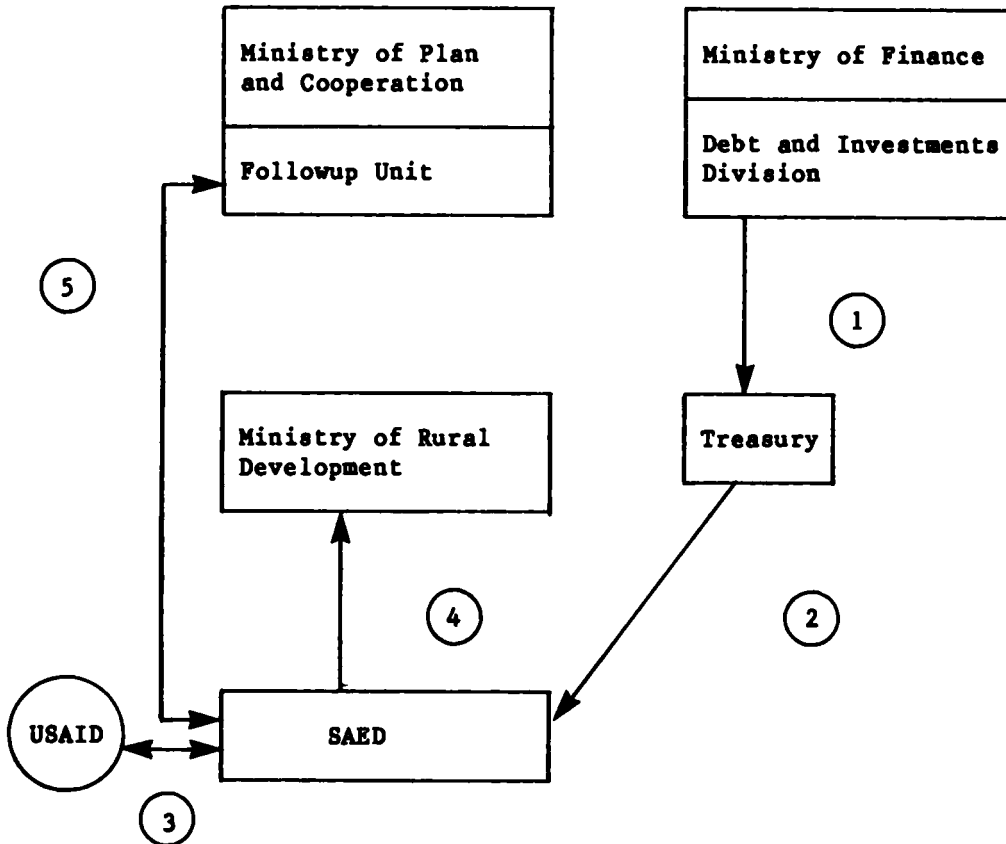 Ministry of Plan
and Cooperation
Followup Unit
Ministry of Finance
Debt and Investments
Division
5
1
Ministry of Rural
Development
Treasury
4
2
USAID
SAED
3